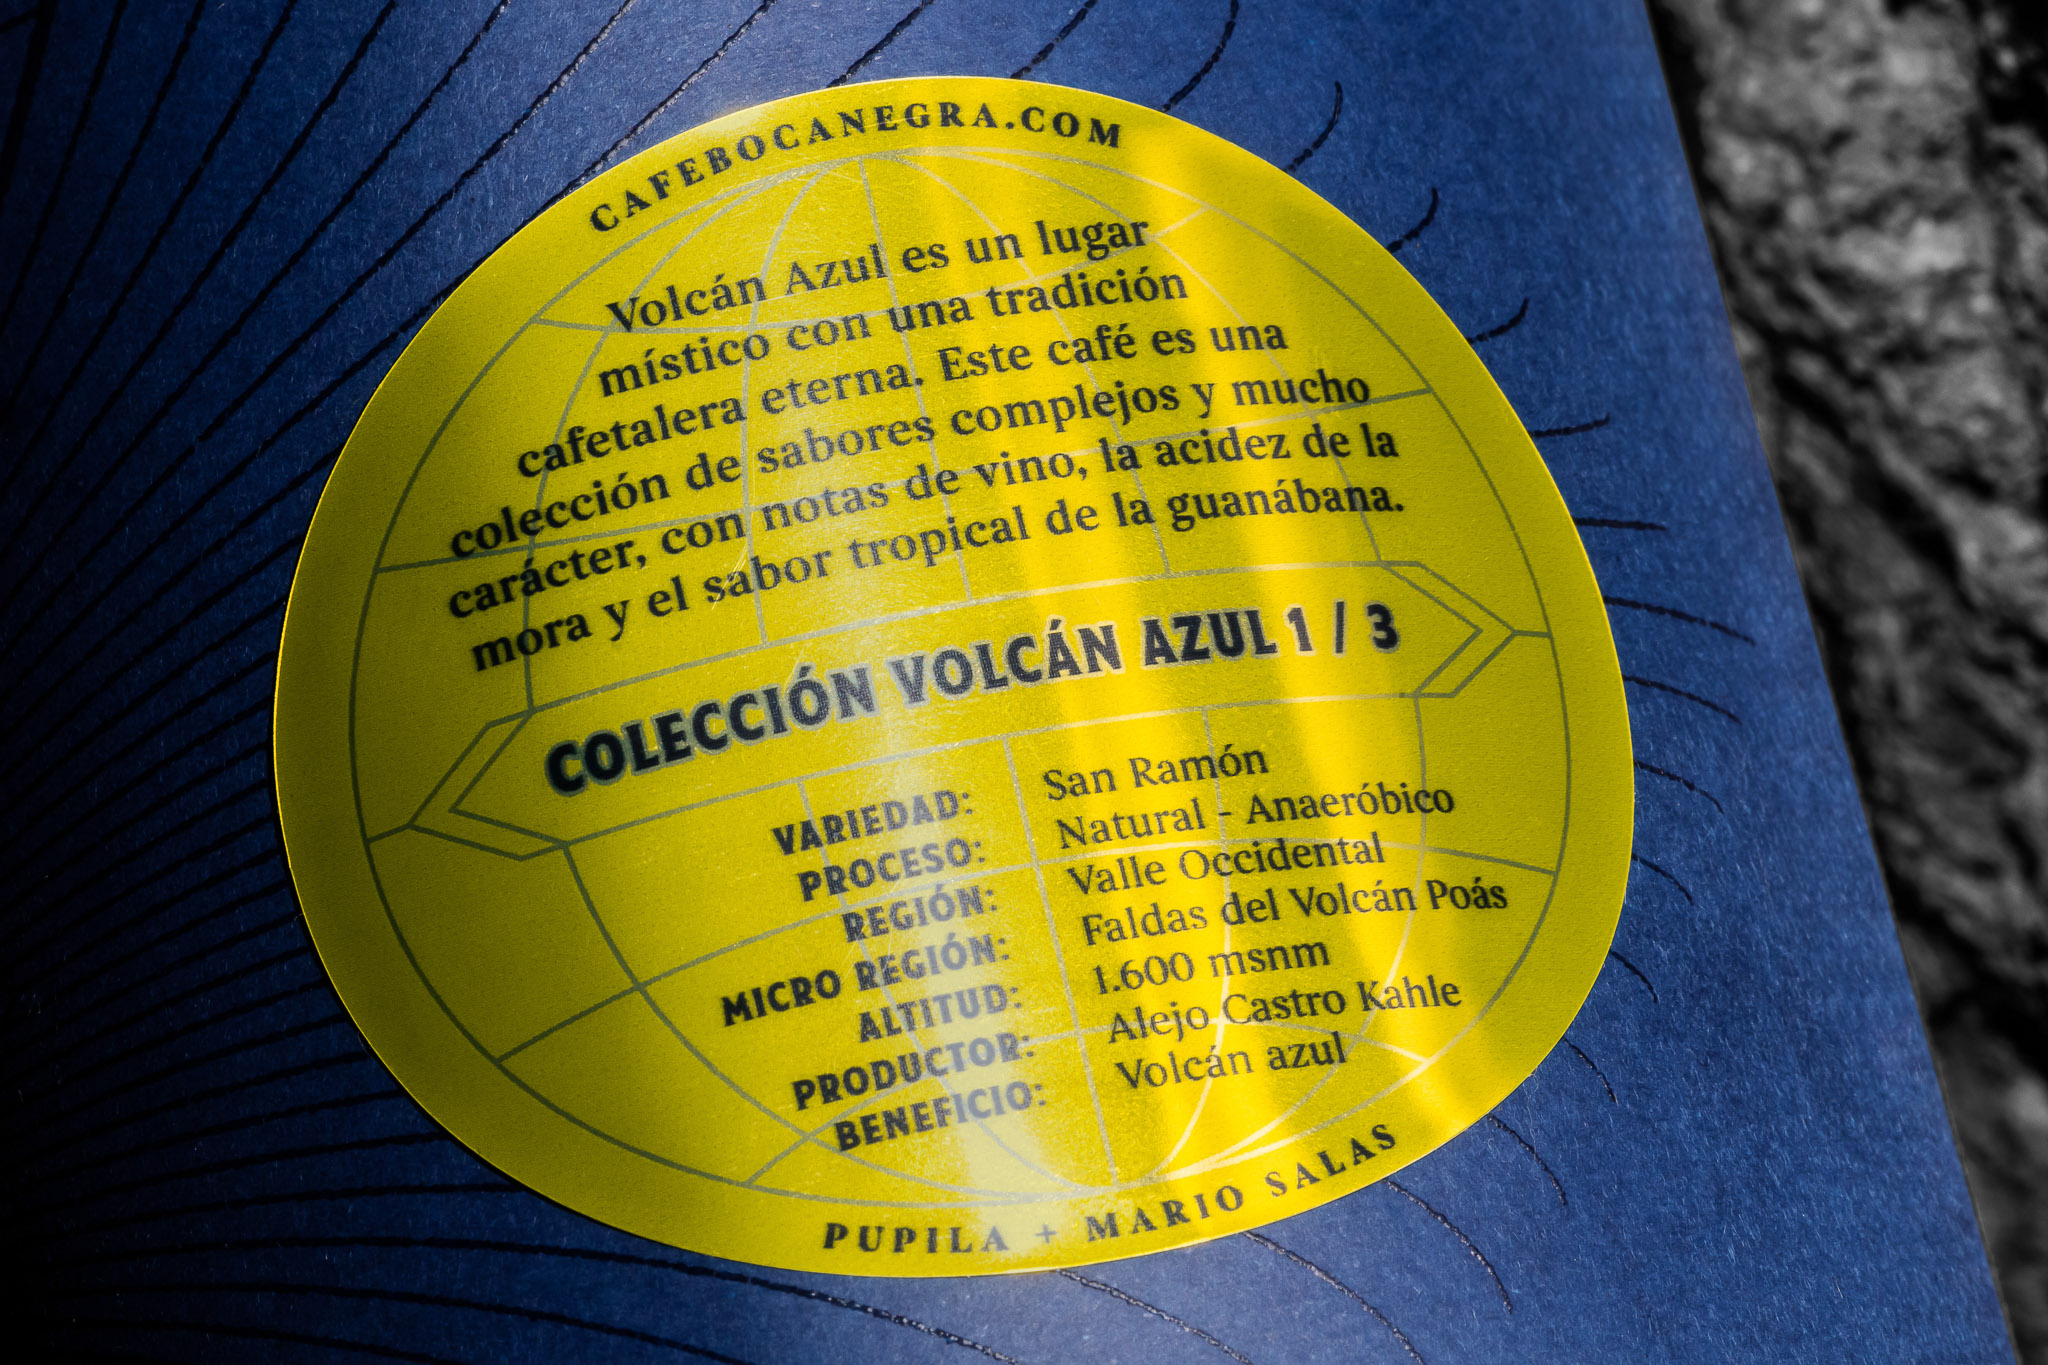 CAFEBOCANEGRA.COM
Volcán Azul es un lugar
místico con una tradición
cafetalera eterna. Este café es una
colección de sabores complejos y mucho
carácter, con notas de vino, la acidez de la
mora y el sabor tropical de la guanábana.
COLECCIÓN VOLCÁN AZUL 1 / 3
VARIEDAD: San Ramón
PROCESO: Natural - Anaeróbico
REGIÓN: Valle Occidental
MICRO REGIÓN: Faldas del Volcán Poás
ALTITUD: 1.600 msnm
PRODUCTOR: Alejo Castro Kahle
BENEFICIO: Volcán azul
PUPILA + MARIO SALAS